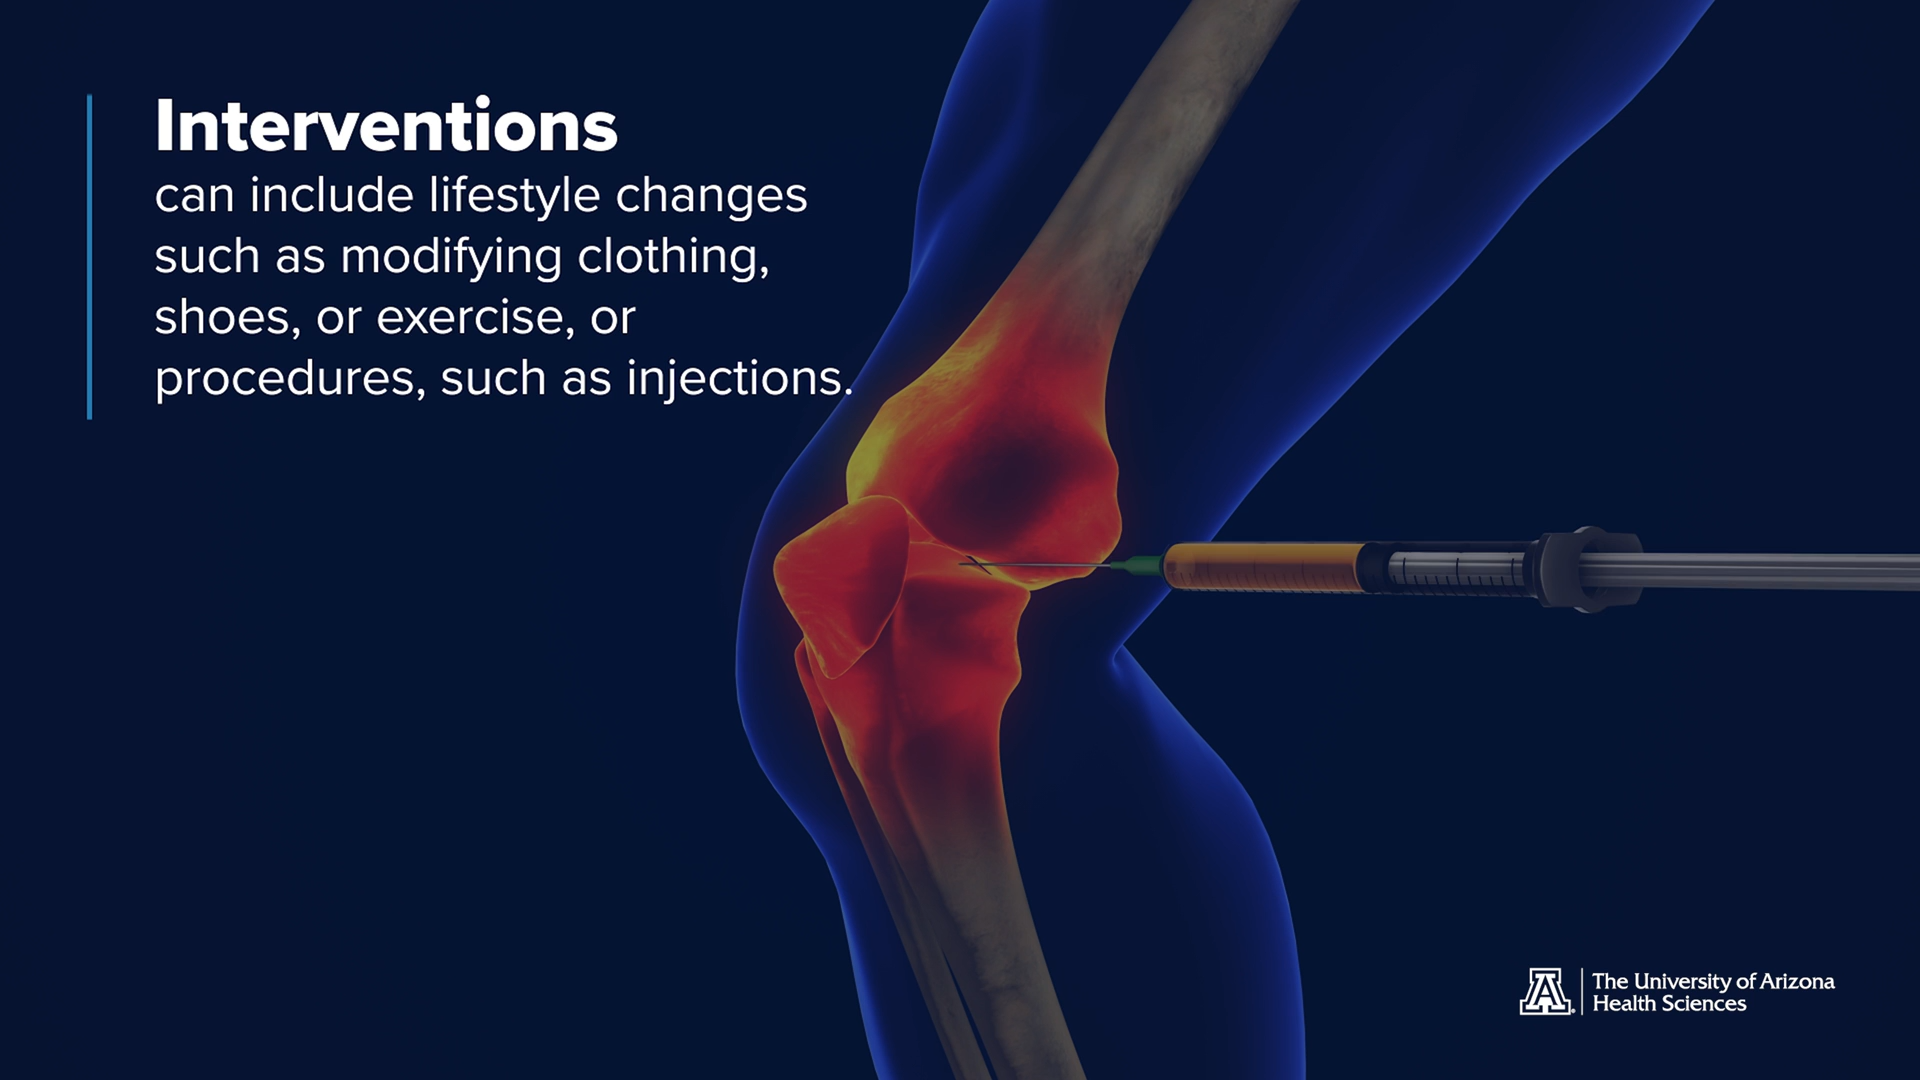 Interventions
can include lifestyle changes
such as modifying clothing,
shoes, or exercise, or
procedures, such as injections.
A
The University of Arizona
Health Sciences